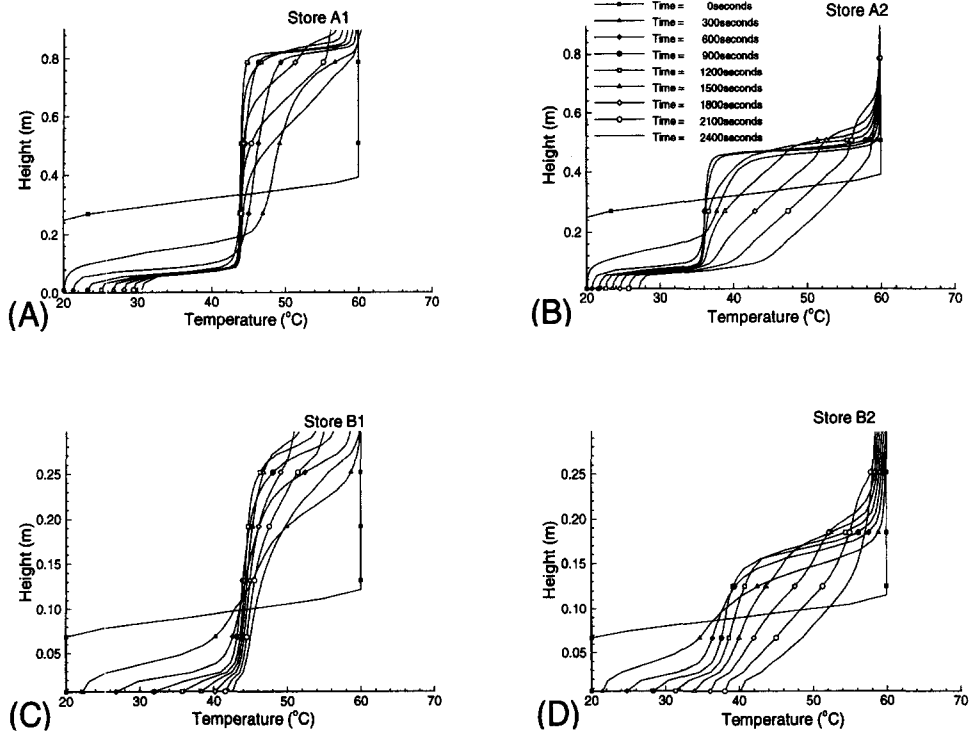 Store A1
0.8
0.6
0.4
0.2
0.0
Height (m)
20 30 40 50 60 70
Temperature (°C)
(A)
Store A2
Time = 0seconds
Time = 300seconds
Time = 600seconds
Time = 900seconds
Time = 1200seconds
Time = 1500seconds
Time = 1800seconds
Time = 2100seconds
Time = 2400seconds
0.8
0.6
0.4
0.2
Height (m)
20 30 40 50 60 70
Temperature (°C)
(B)
Store B1
0.25
0.20
0.15
0.10
0.05
Height (m)
20 30 40 50 60 70
Temperature (°C)
(C)
Store B2
0.25
0.20
0.15
0.10
0.05
Height (m)
20 30 40 50 60 70
Temperature (°C)
(D)